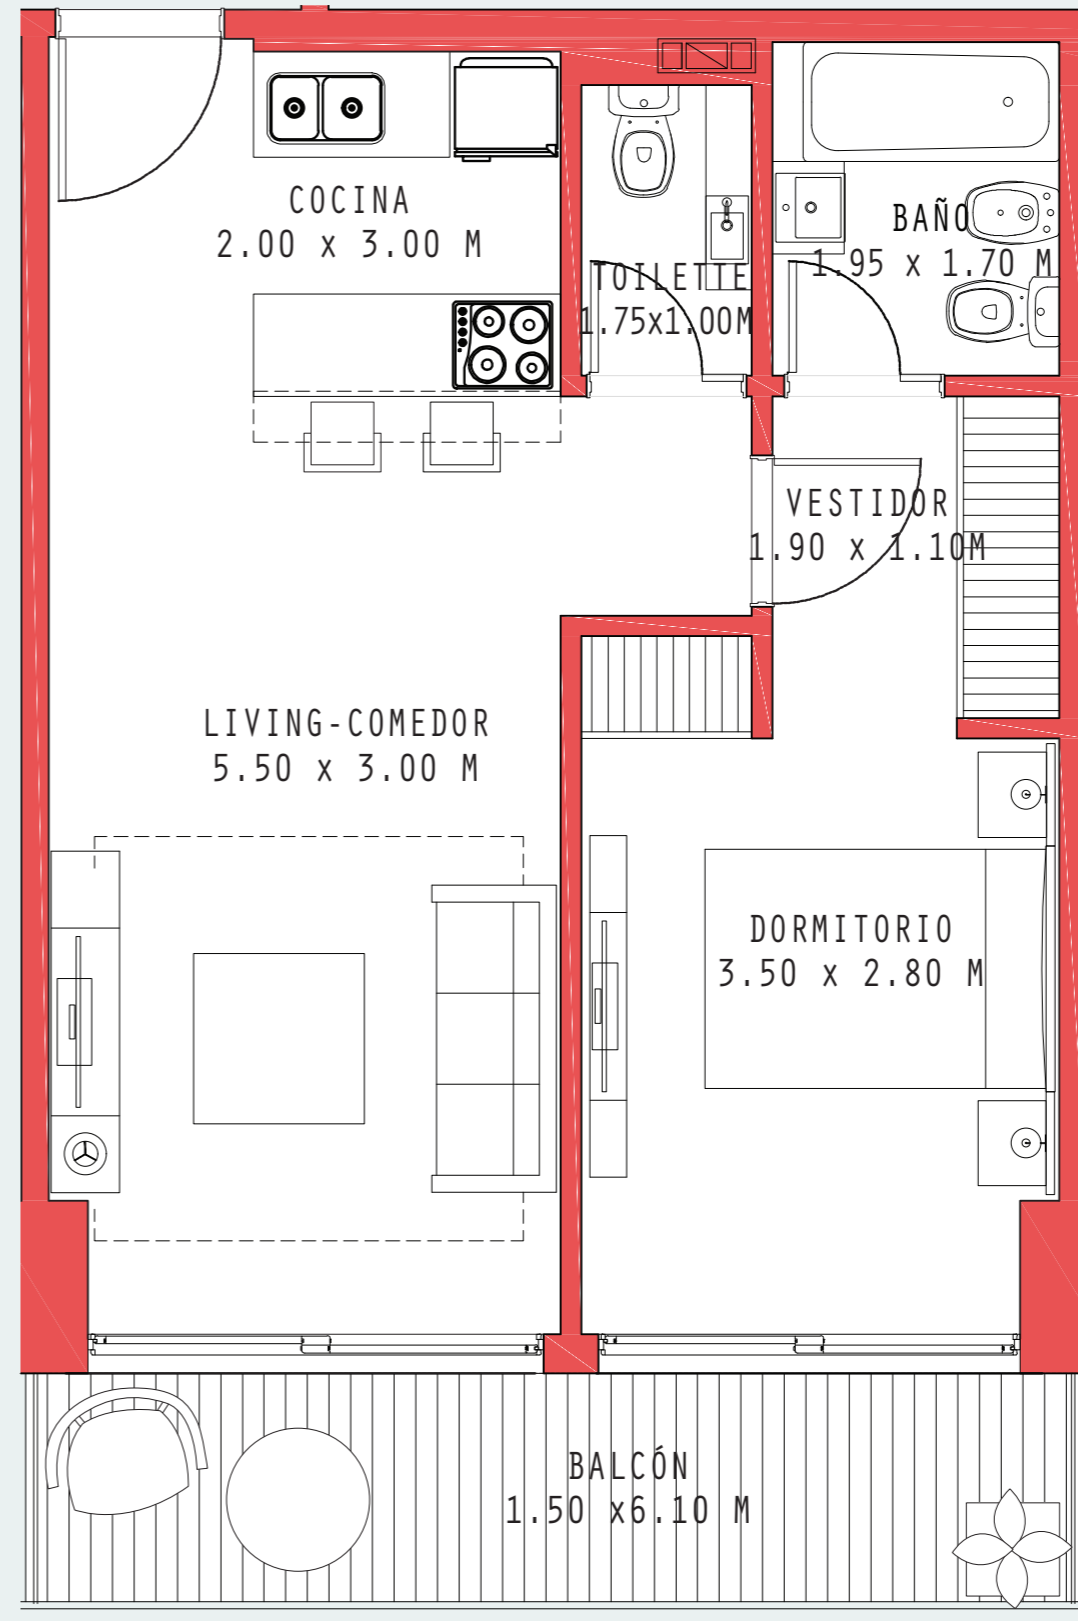 COCINA
2.00 x 3.00 M
TOILETTE
1.75x1.00M
BAÑO
1.95 x 1.70 M
VESTIDOR
1.90 x 1.10M
LIVING-COMEDOR
5.50 x 3.00 M
DORMITORIO
3.50 x 2.80 M
BALCÓN
1.50 x6.10 M